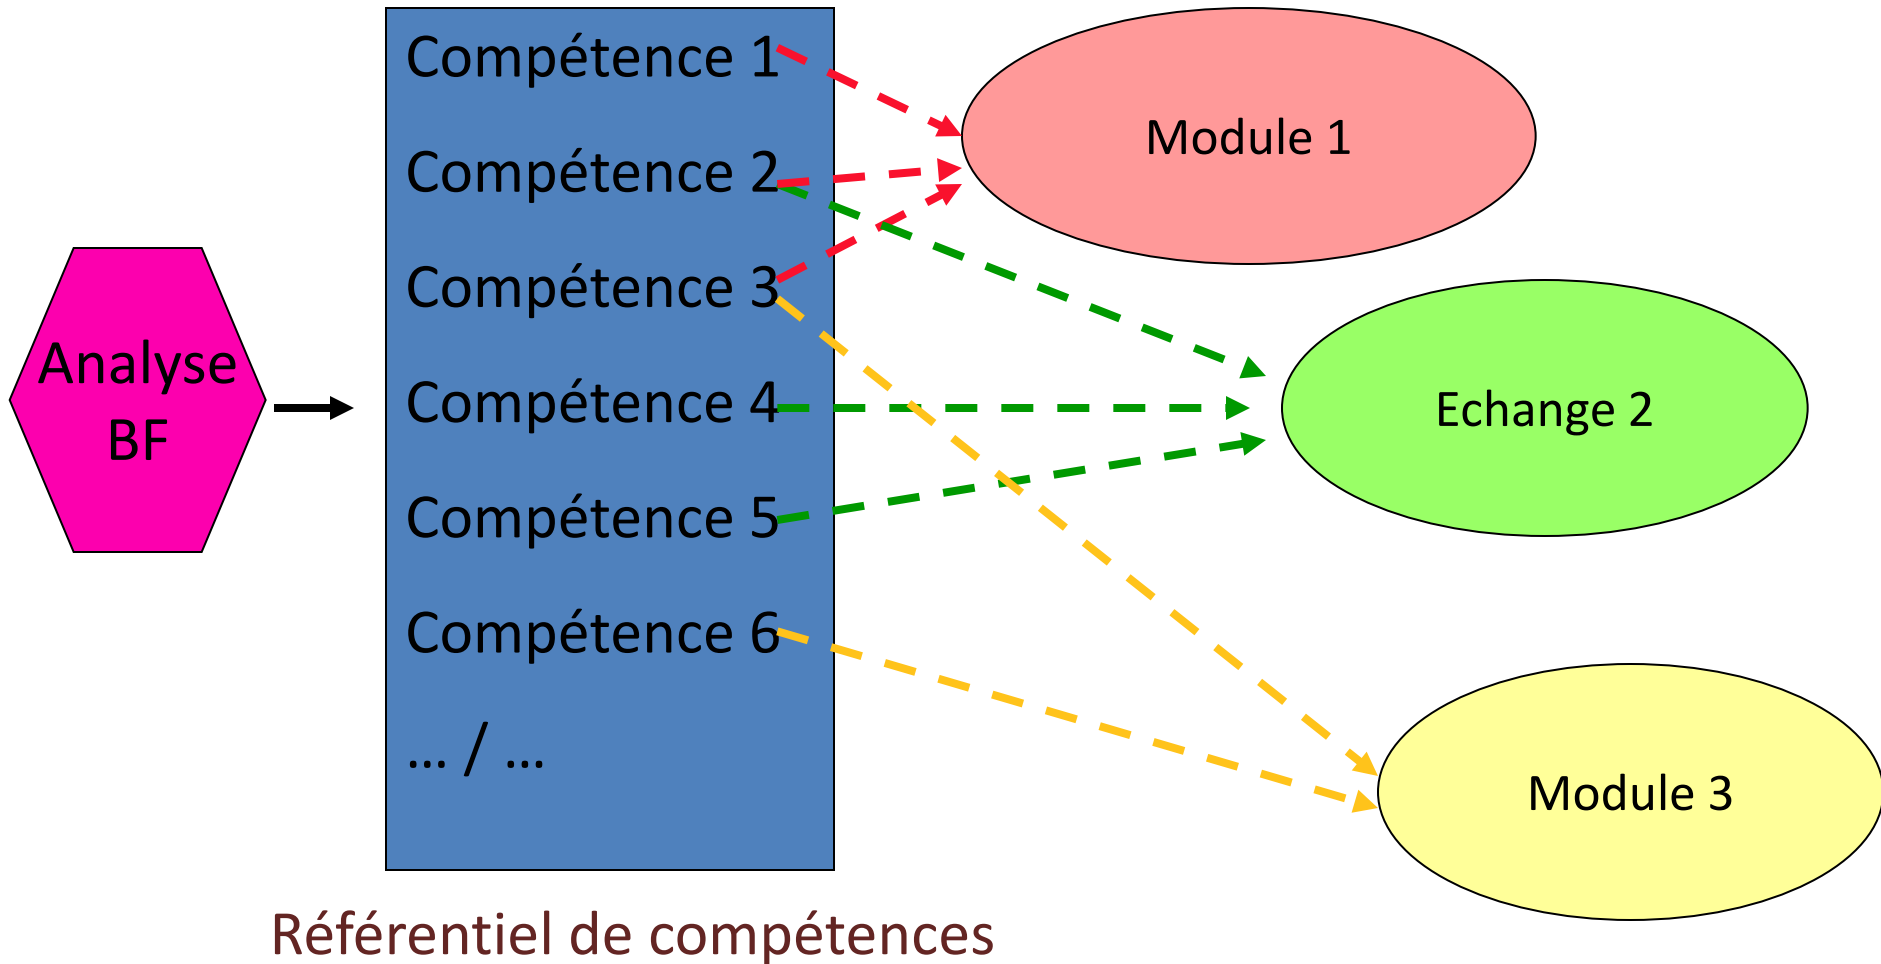 Analyse
BF
Compétence 1
Compétence 2
Compétence 3
Compétence 4
Compétence 5
Compétence 6
… / …
Module 1
Echange 2
Module 3
Référentiel de compétences